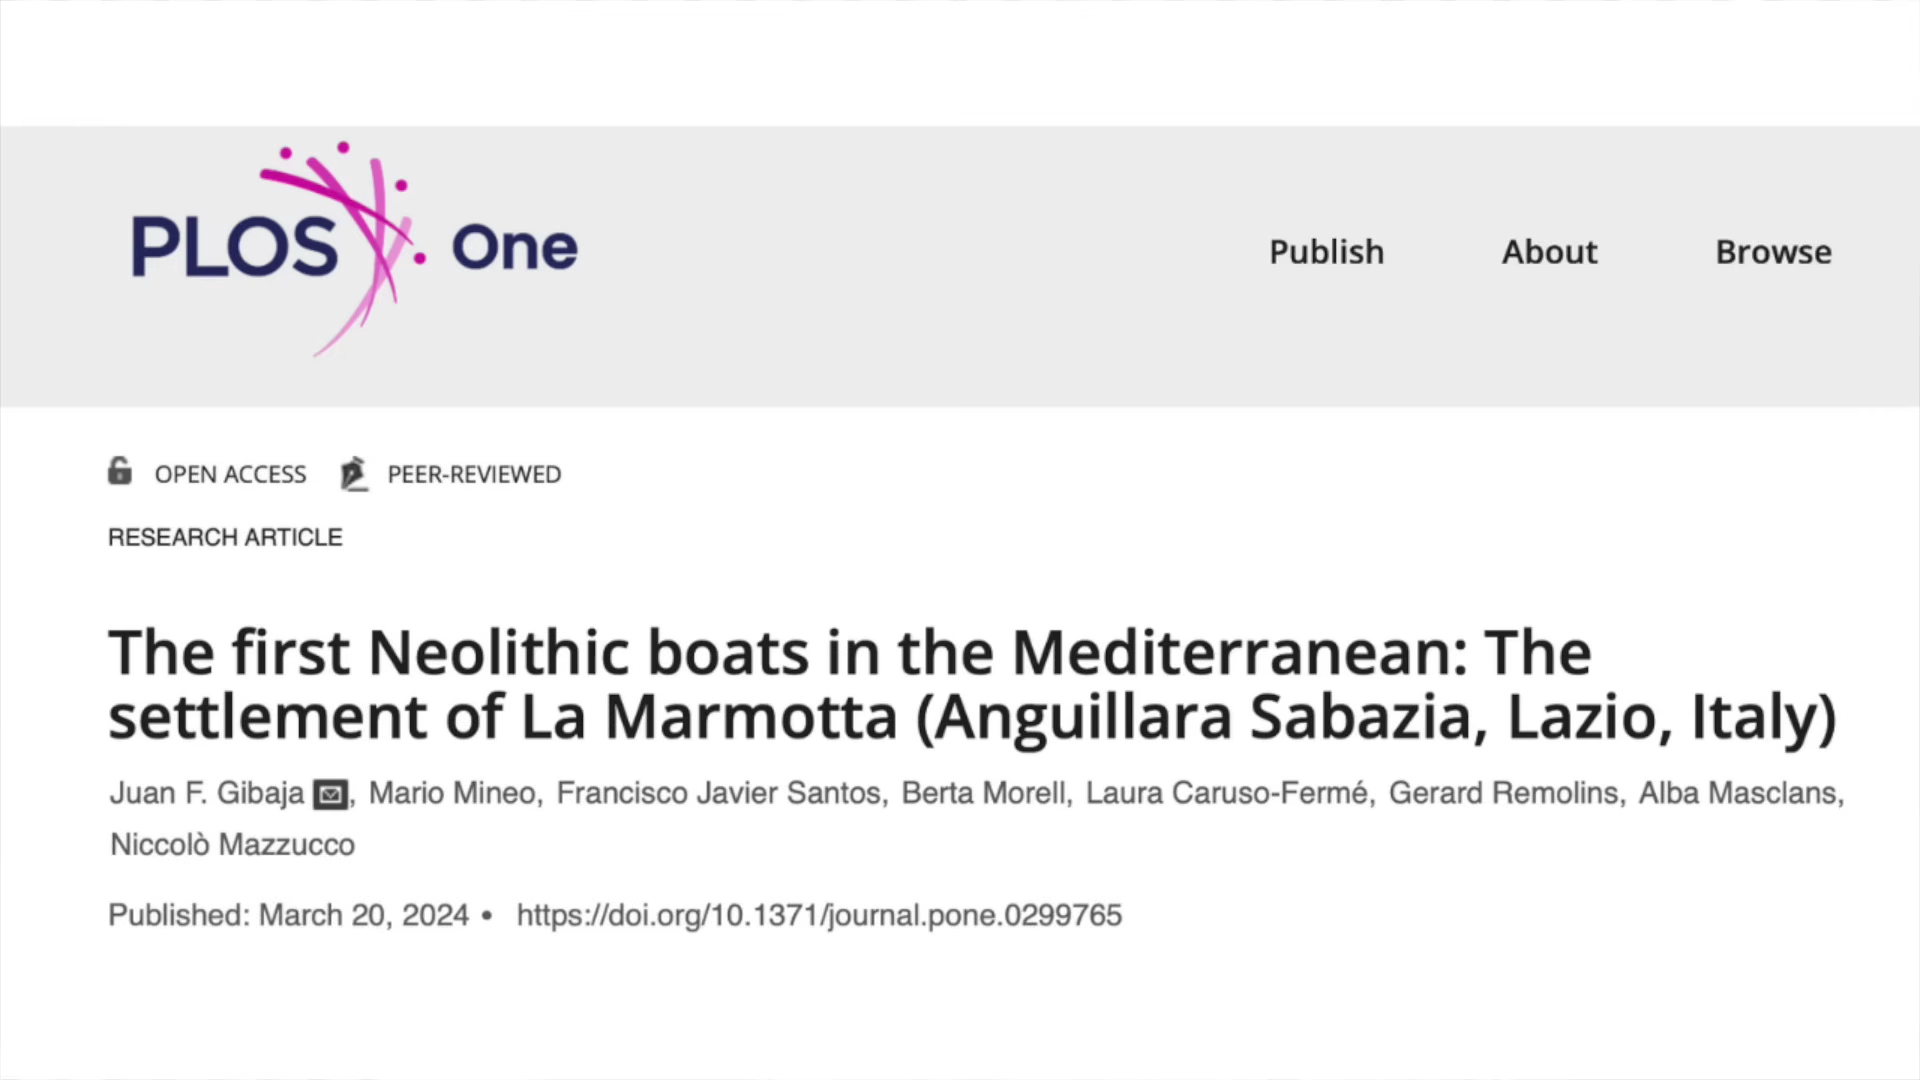 PLOS One
Publish About Browse
OPEN ACCESS PEER-REVIEWED
RESEARCH ARTICLE
The first Neolithic boats in the Mediterranean: The
settlement of La Marmotta (Anguillara Sabazia, Lazio, Italy)
Juan F. Gibaja, Mario Mineo, Francisco Javier Santos, Berta Morell, Laura Caruso-Fermé, Gerard Remolins, Alba Masclans,
Niccolò Mazzucco
Published: March 20, 2024 • https://doi.org/10.1371/journal.pone.0299765